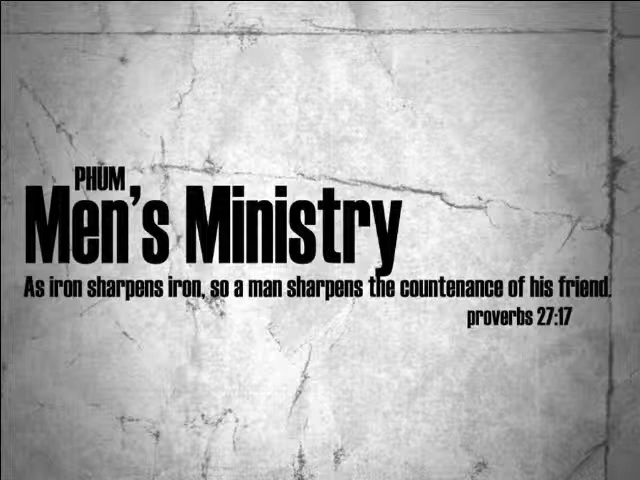 PHUM
Men's Ministry
As iron sharpens iron, so a man sharpens the countenance of his friend.
proverbs 27:17